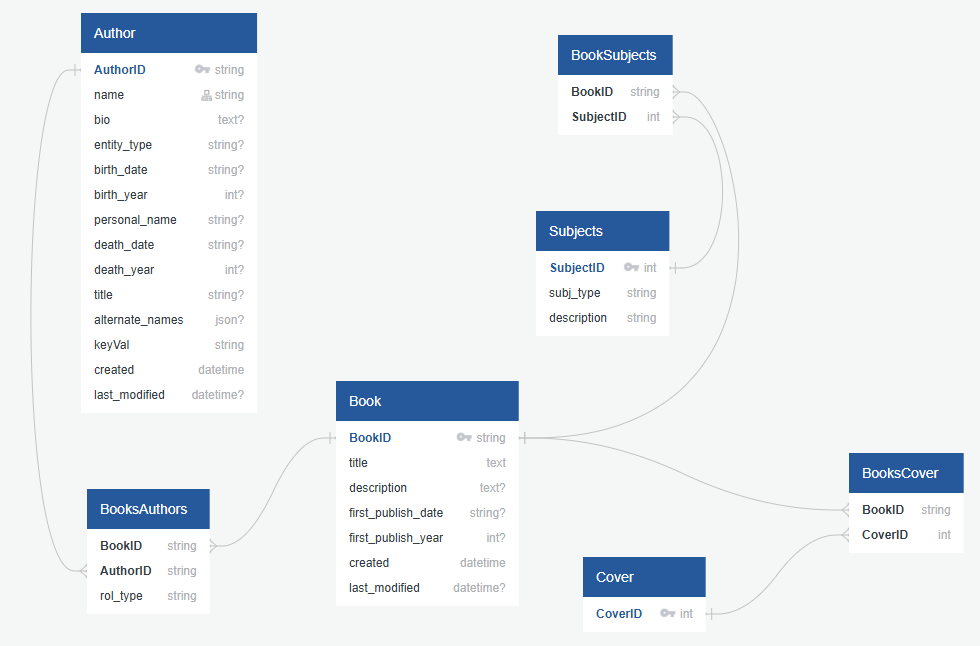 Author
AuthorID string
name string
bio text?
entity_type string?
birth_date string?
birth_year int?
personal_name string?
death_date string?
death_year int?
title string?
alternate_names json?
keyVal string
created datetime
last_modified datetime?
BookSubjects
BookID string
SubjectID int
Subjects
SubjectID int
subj_type string
description string
Book
BookID string
title text
description text?
first_publish_date string?
first_publish_year int?
created datetime
last_modified datetime?
BooksAuthors
BookID string
AuthorID string
rol_type string
BooksCover
BookID string
CoverID int
Cover
CoverID int